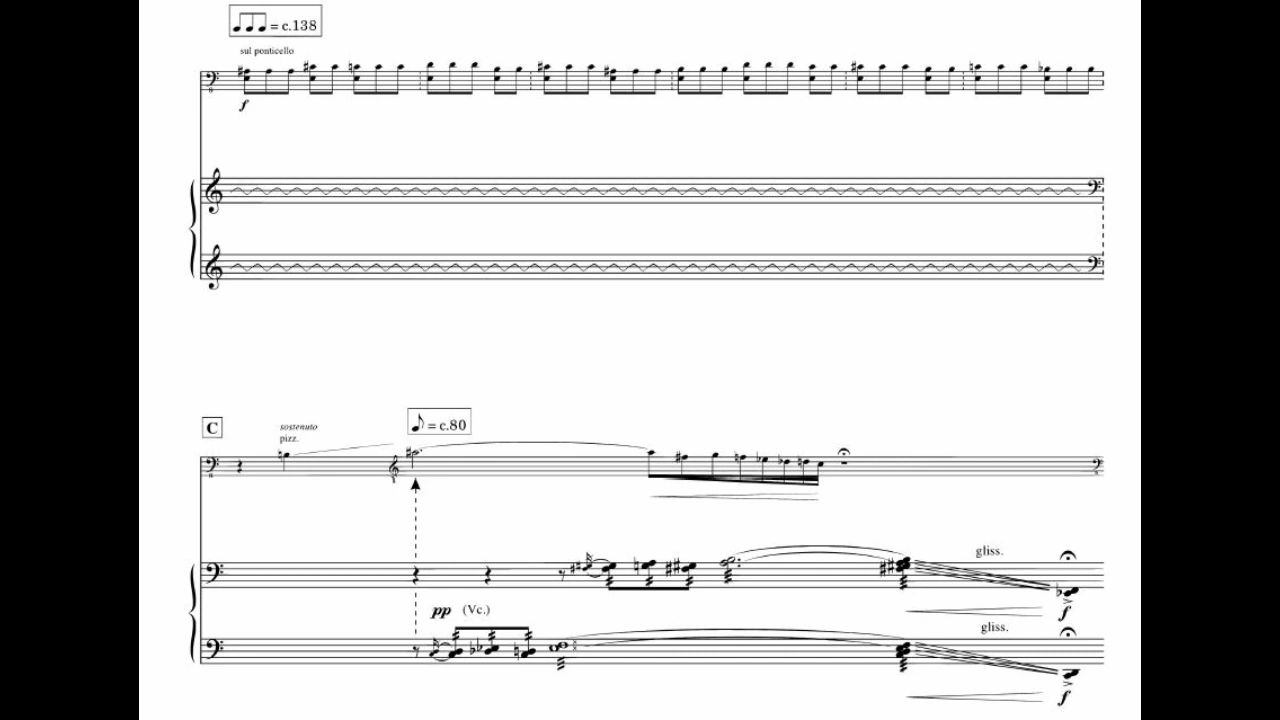 = c.138
sul ponticello
f
C
sostenuto
pizz.
= c.80
gliss.
pp (Vc.)
f
gliss.
f